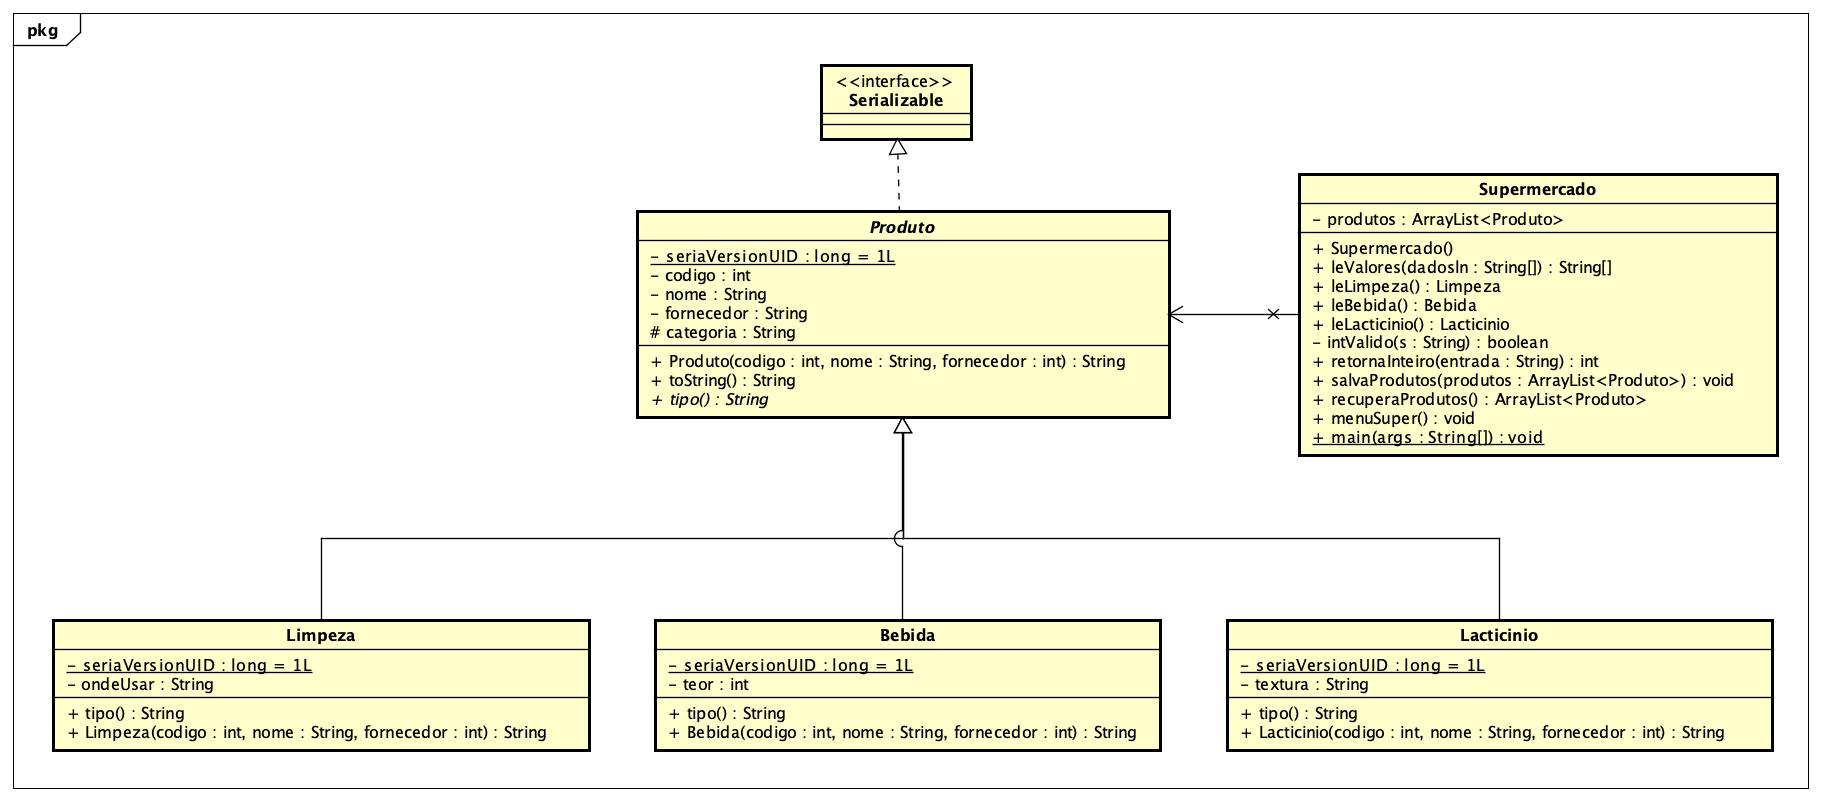 pkg
<<interface>>
Serializable
Produto
- seriaVersionUID : long = 1L
- codigo : int
- nome : String
- fornecedor : String
# categoria : String
+ Produto(codigo : int, nome : String, fornecedor : int) : String
+ toString() : String
+ tipo() : String
Supermercado
- produtos : ArrayList<Produto>
+ Supermercado()
+ leValores(dadosIn : String[]) : String[]
+ leLimpeza() : Limpeza
+ leBebida() : Bebida
+ leLacticinio() : Lacticinio
- intValido(s : String) : boolean
+ retornaInteiro(entrada : String) : int
+ salvaProdutos(produtos : ArrayList<Produto>) : void
+ recuperaProdutos() : ArrayList<Produto>
+ menuSuper() : void
+ main(args : String[]) : void
Limpeza
- seriaVersionUID : long = 1L
- ondeUsar : String
+ tipo() : String
+ Limpeza(codigo : int, nome : String, fornecedor : int) : String
Bebida
- seriaVersionUID : long = 1L
- teor : int
+ tipo() : String
+ Bebida(codigo : int, nome : String, fornecedor : int) : String
Lacticinio
- seriaVersionUID : long = 1L
- textura : String
+ tipo() : String
+ Lacticinio(codigo : int, nome : String, fornecedor : int) : String